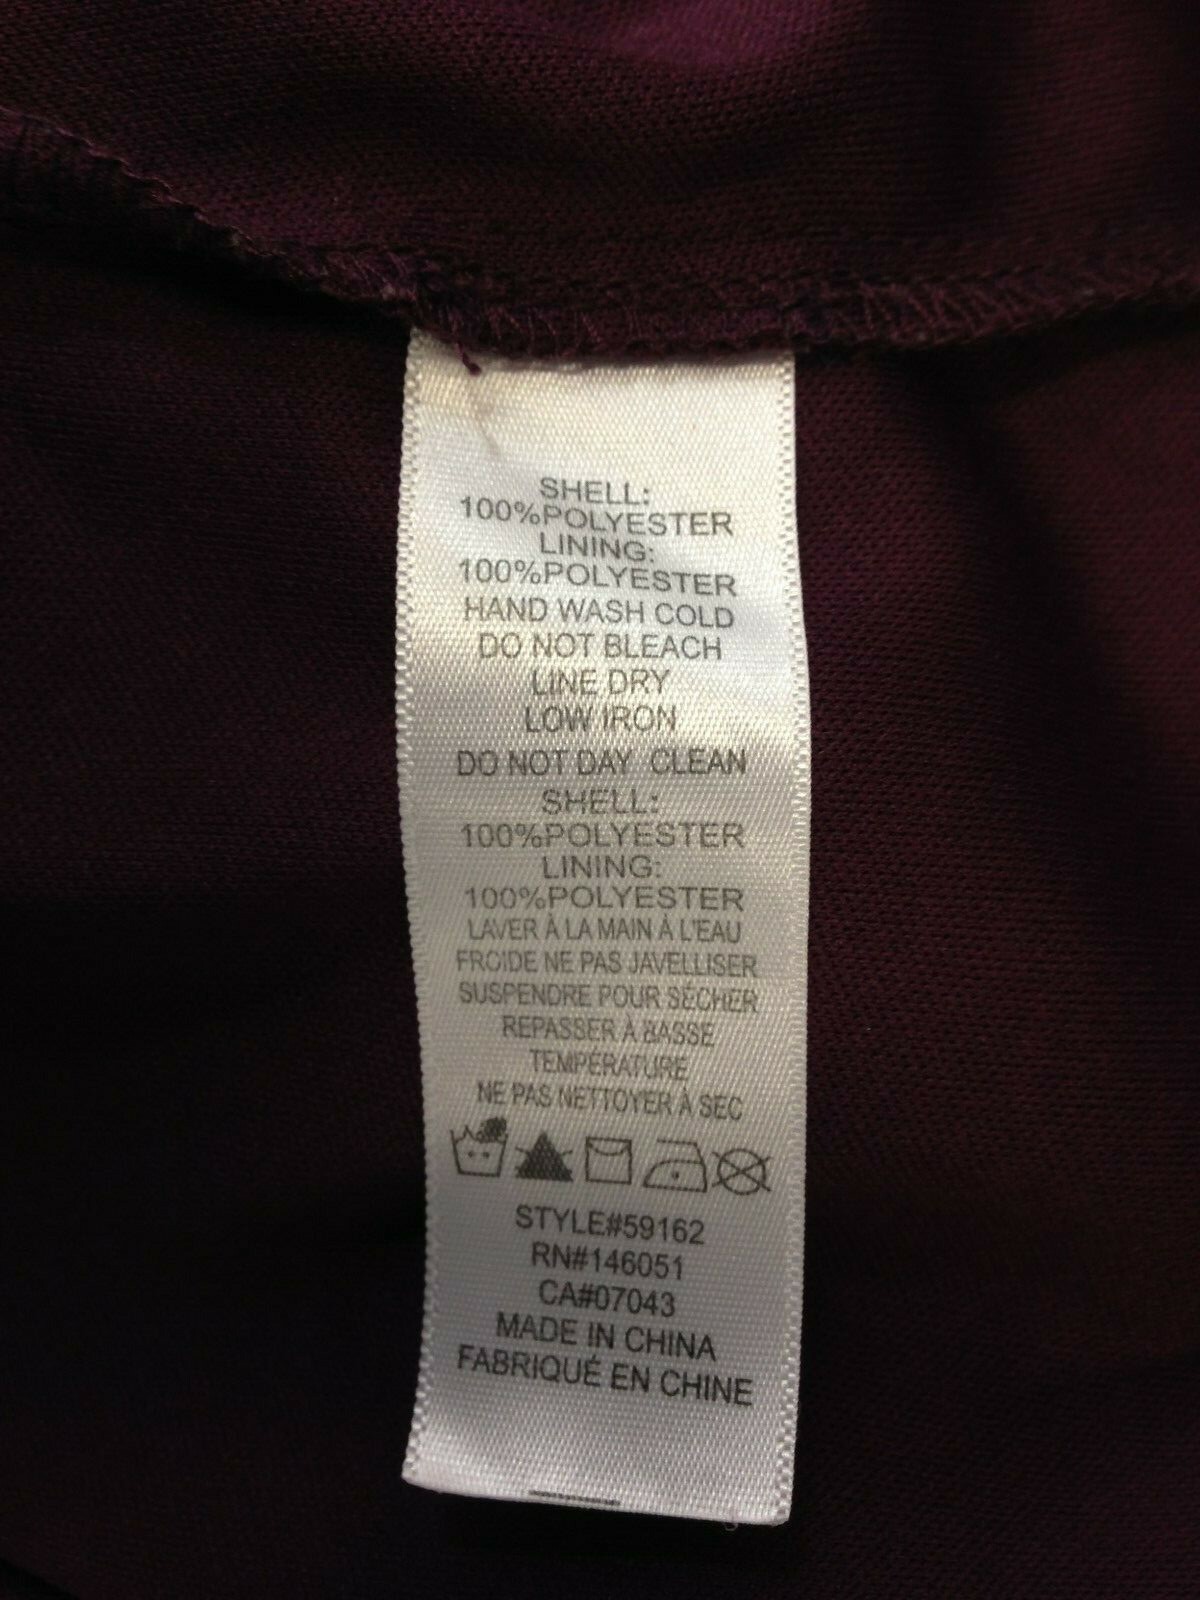 SHELL:
100%POLYESTER
LINING:
100%POLYESTER
HAND WASH COLD
DO NOT BLEACH
LINE DRY
LOW IRON
DO NOT DAY CLEAN
SHELL:
100%POLYESTER
LINING:
100%POLYESTER
LAVER À LA MAIN À L'EAU
FROIDE NE PAS JAVELLISER
SUSPENDRE POUR SÉCHER
REPASSER À BASSE
TEMPÉRATURE
NE PAS NETTOYER À SEC
STYLE#59162
RN#146051
CA#07043
MADE IN CHINA
FABRIQUÉ EN CHINE